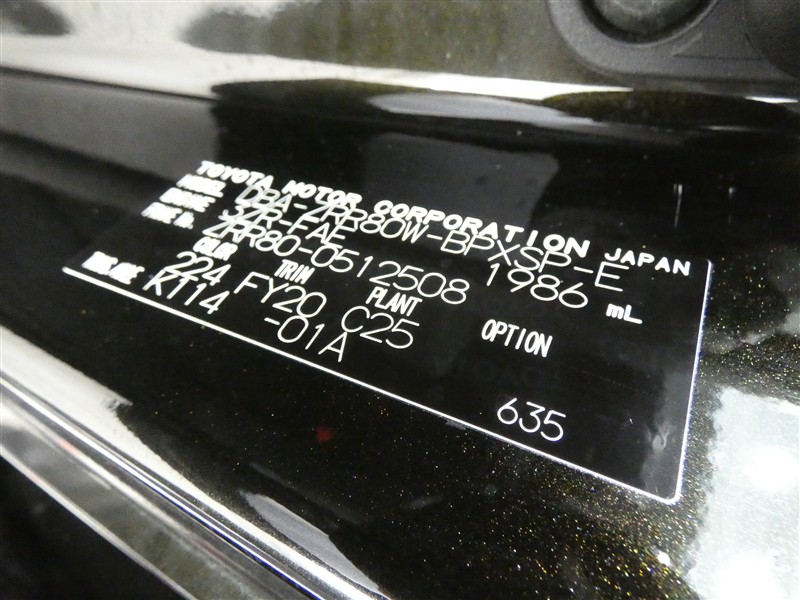 TOYOTA MOTOR CORPORATION JAPAN
MODEL DBA-ZRR80W-BPXSP-E
ENGINE 3ZR-FAE 1986 mL
FRAME No. ZRR80-0512508
COLOR TRIM PLANT OPTION
224 FY20 C25
KT14 -01A 635